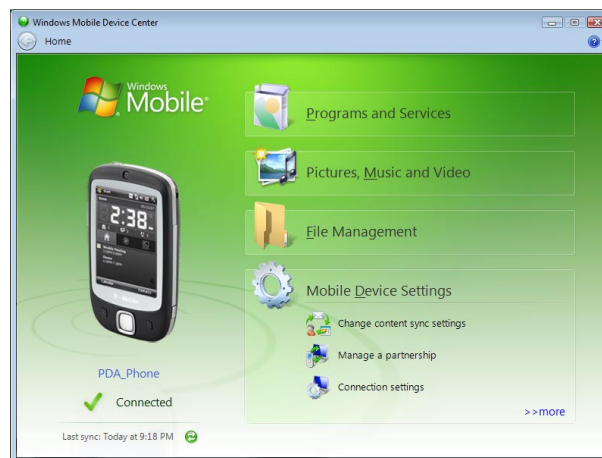 Windows Mobile Device Center
Home
Windows
Mobile
Programs and Services
Pictures, Music and Video
File Management
Mobile Device Settings
Change content sync settings
Manage a partnership
Connection settings
>>more
2:38
PDA_Phone
Connected
Last sync: Today at 9:18 PM